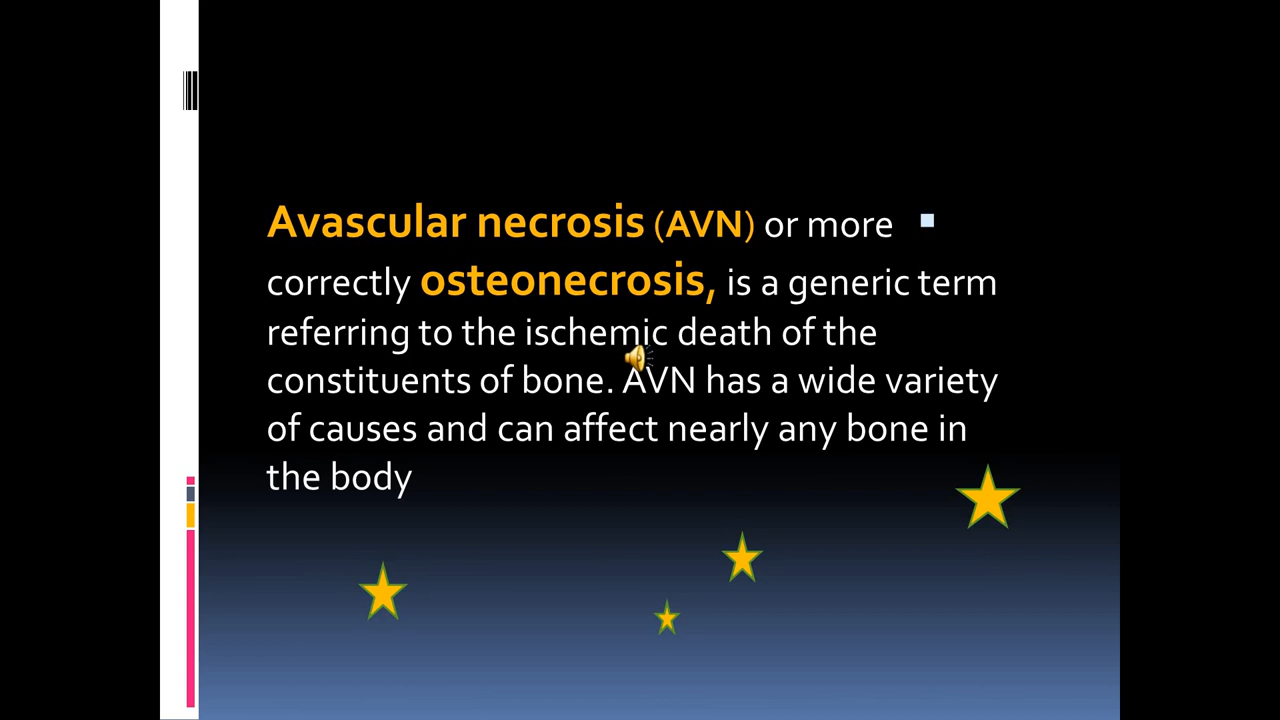 Avascular necrosis (AVN) or more
correctly osteonecrosis, is a generic term
referring to the ischemic death of the
constituents of bone. AVN has a wide variety
of causes and can affect nearly any bone in
the body